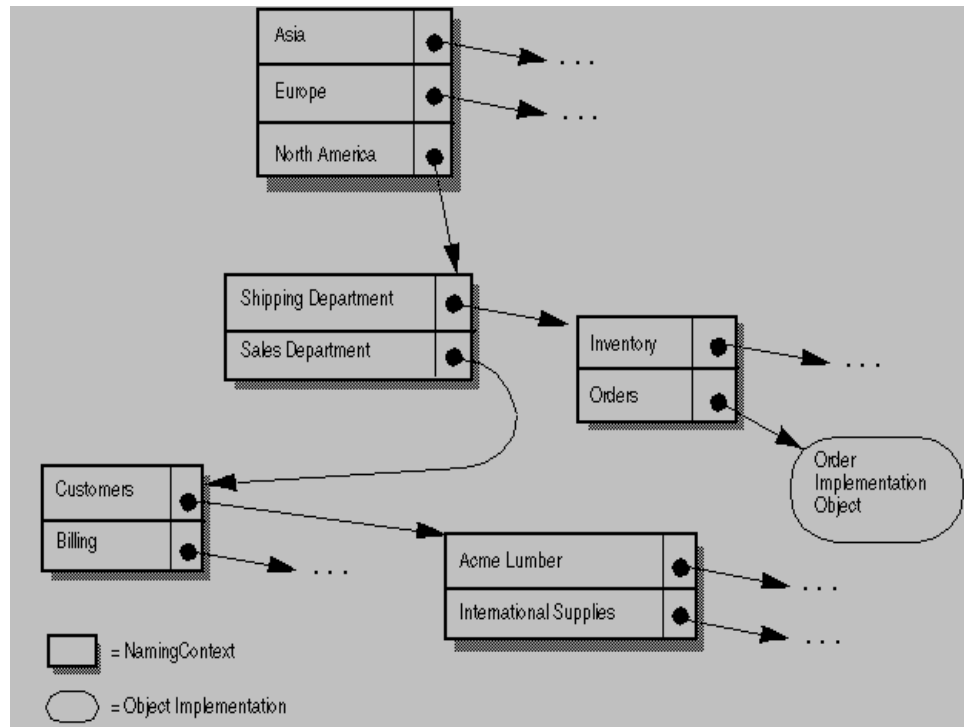 Asia
. . .
Europe
. . .
North America
Shipping Department
Sales Department
Inventory
. . .
Orders
Order
Implementation
Object
Customers
Billing
. . .
Acme Lumber
. . .
International Supplies
. . .
= NamingContext
= Object Implementation